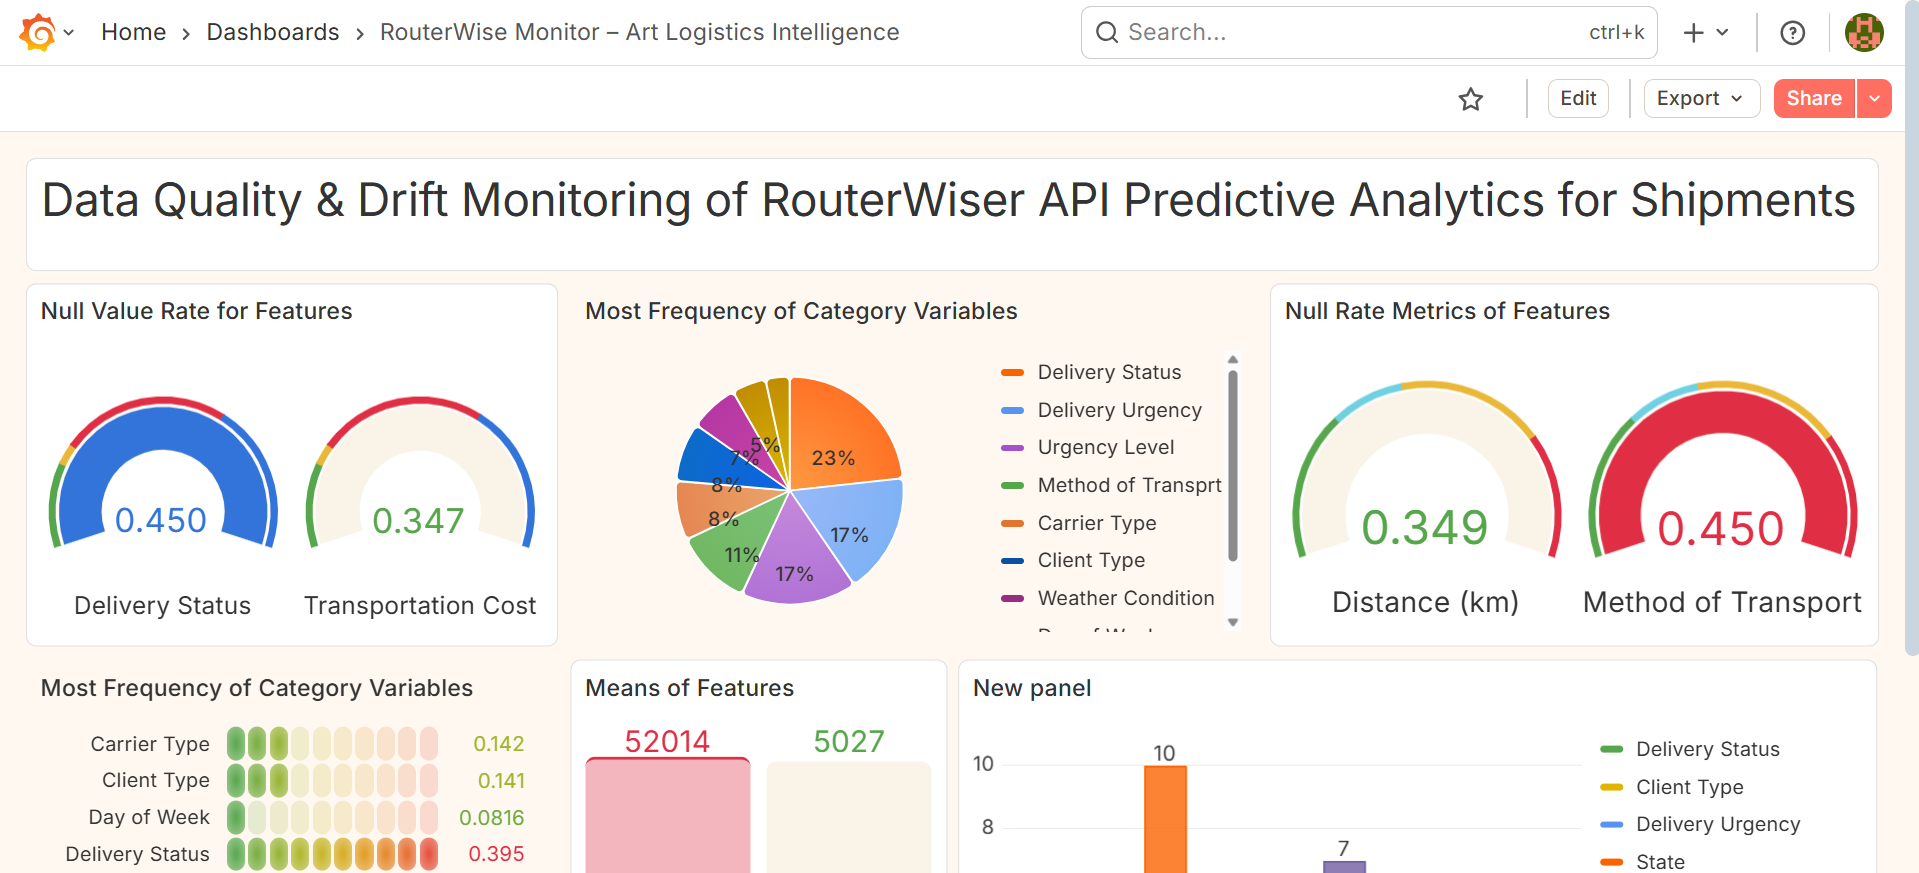 Home › Dashboards › RouterWise Monitor – Art Logistics Intelligence
Search...
ctrl+k
Edit
Export
Share
Data Quality & Drift Monitoring of RouterWiser API Predictive Analytics for Shipments
Null Value Rate for Features
0.450
0.347
Delivery Status
Transportation Cost
Most Frequency of Category Variables
23%
17%
17%
11%
8%
8%
7%
5%
Delivery Status
Delivery Urgency
Urgency Level
Method of Transprt
Carrier Type
Client Type
Weather Condition
Null Rate Metrics of Features
0.349
0.450
Distance (km)
Method of Transport
Most Frequency of Category Variables
Carrier Type 0.142
Client Type 0.141
Day of Week 0.0816
Delivery Status 0.395
Means of Features
52014
5027
New panel
10
8
10
7
Delivery Status
Client Type
Delivery Urgency
State